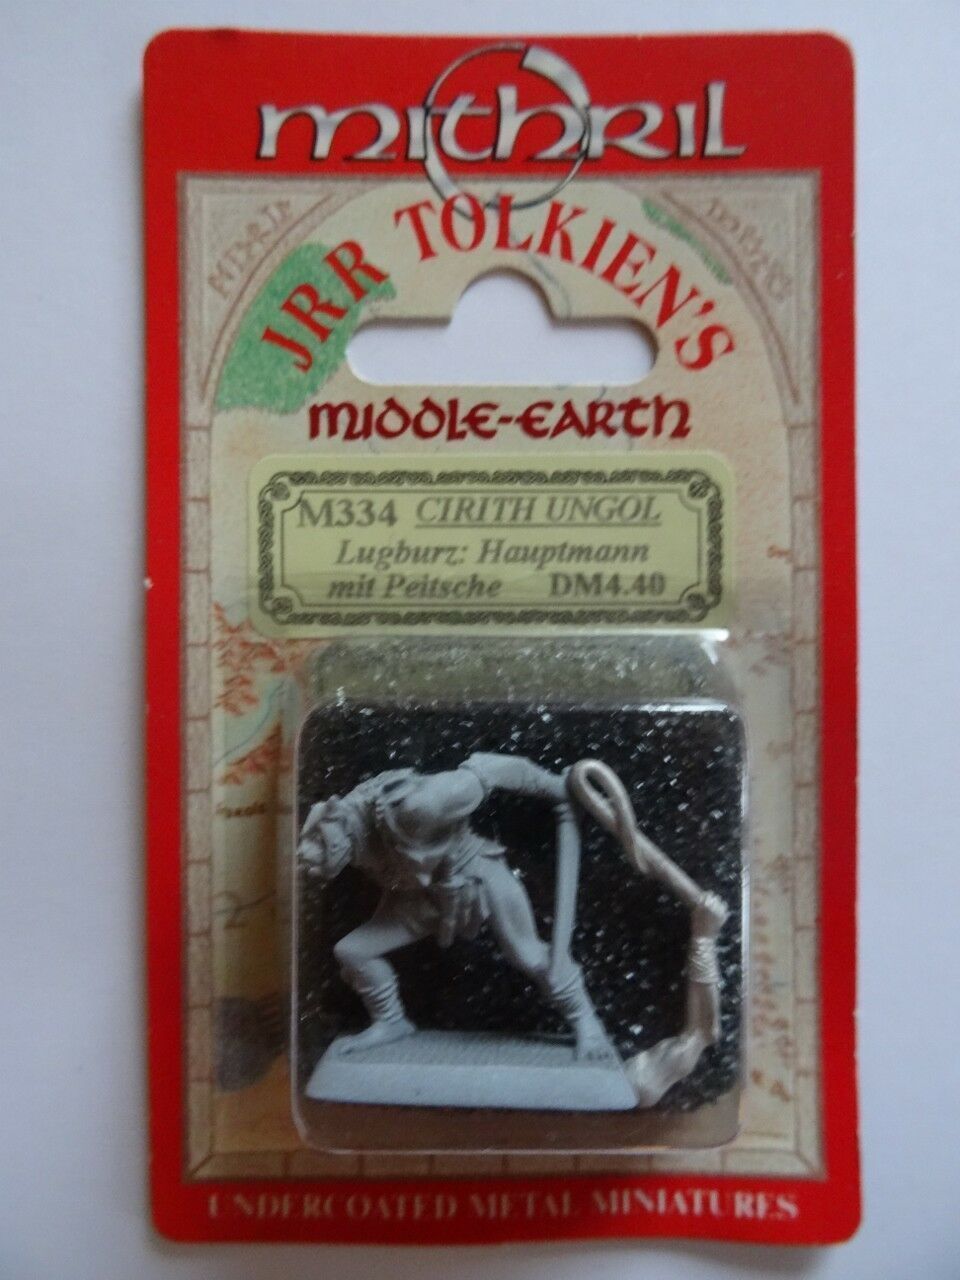 mithril
JRR TOLKIEN'S
MIDDLE-EARTH
M334 CIRITH UNGOL
Lugburz: Hauptmann
mit Peitsche DM4.40
UNDERCOATED METAL MINIATURES